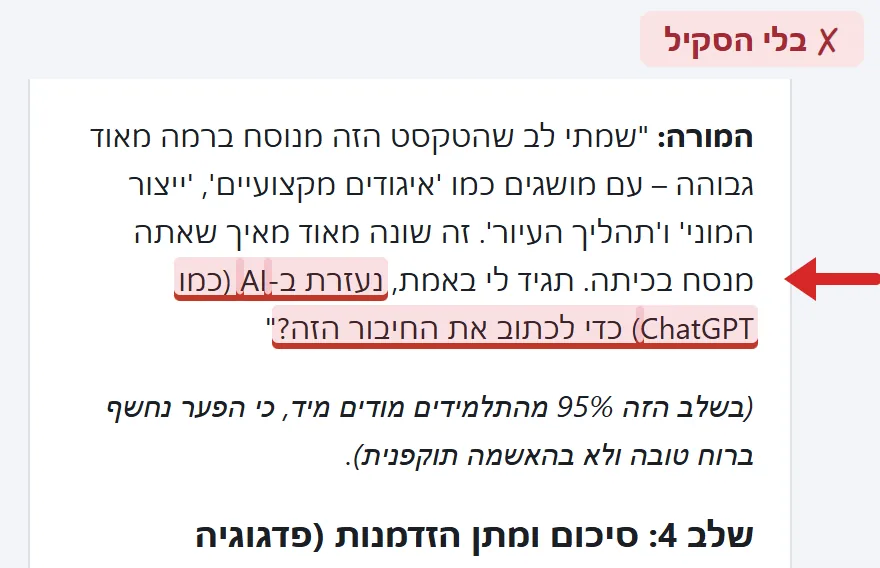 ✗ בלי הסקיל
המורה: "שמתי לב שהטקסט הזה מנוסח ברמה מאוד
גבוהה – עם מושגים כמו 'איגודים מקצועיים', 'ייצור
המוני' ו'תהליך העיור'. זה שונה מאוד מאיך שאתה
מנסח בכיתה. תגיד לי באמת, נעזרת ב-AI (כמו
ChatGPT) כדי לכתוב את החיבור הזה?"
(בשלב הזה 95% מהתלמידים מודים מיד, כי הפער נחשף
ברוח טובה ולא בהאשמה תוקפנית).
שלב 4: סיכום ומתן הזדמנות (פדגוגיה